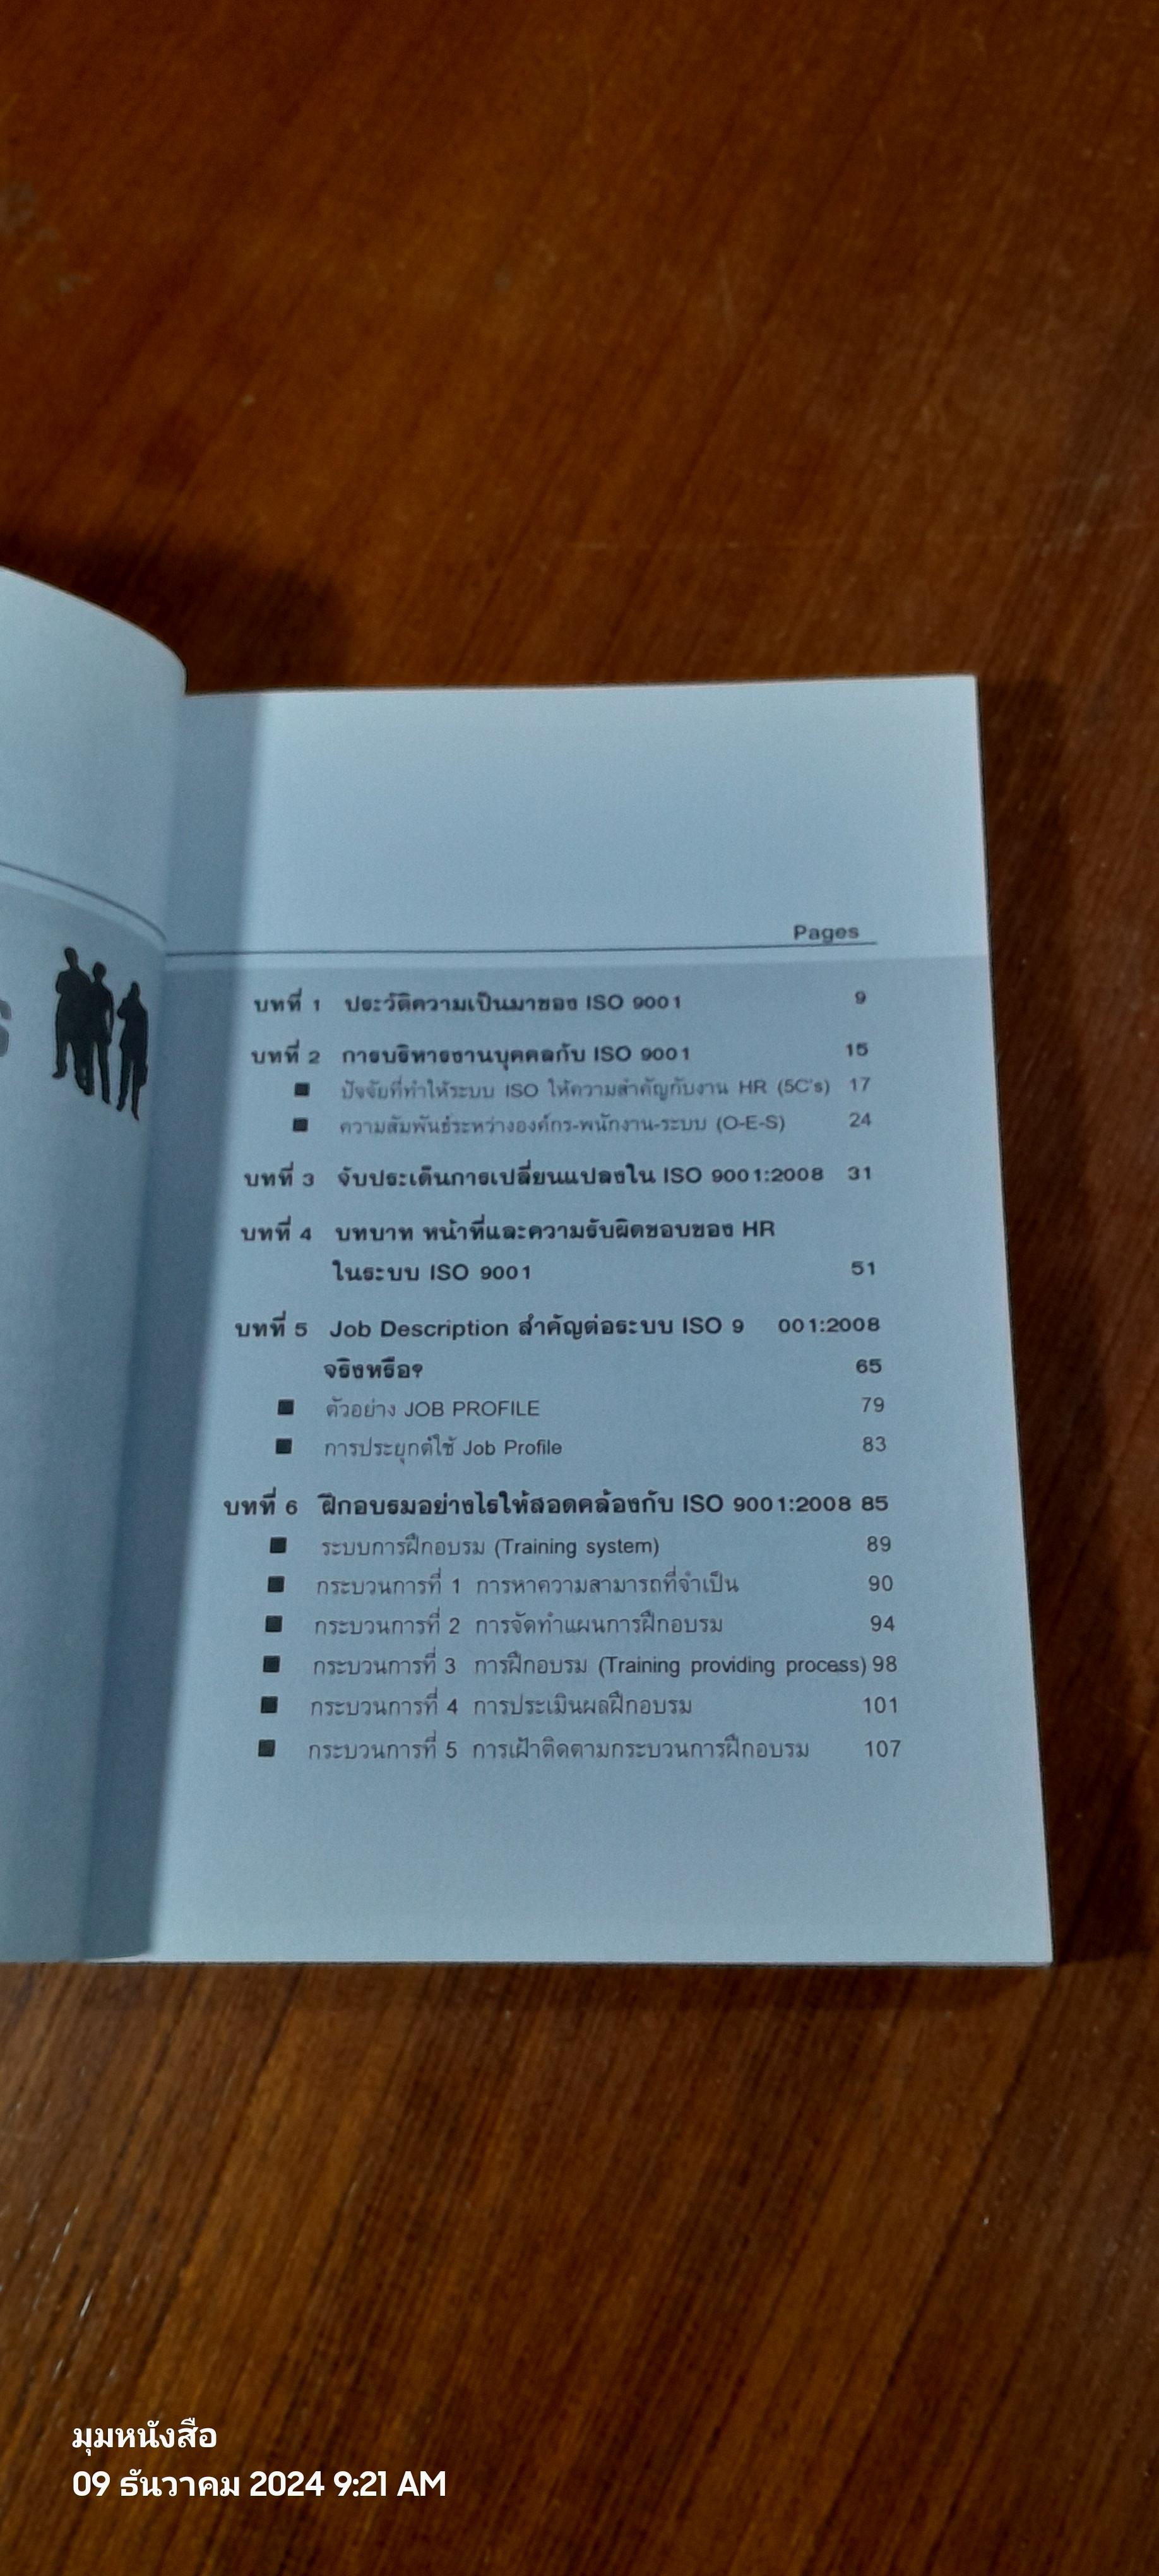 S
Pages
บทที่ 1 ประวัติความเป็นมาของ ISO 9001 9
บทที่ 2 การบริหารงานบุคคลกับ ISO 9001 15
■ ปัจจัยที่ทำให้ระบบ ISO ให้ความสำคัญกับงาน HR (5C's) 17
■ ความสัมพันธ์ระหว่างองค์กร-พนักงาน-ระบบ (O-E-S) 24
บทที่ 3 จับประเด็นการเปลี่ยนแปลงใน ISO 9001:2008 31
บทที่ 4 บทบาท หน้าที่และความรับผิดชอบของ HR
ในระบบ ISO 9001 51
บทที่ 5 Job Description สำคัญต่อระบบ ISO 9 001:2008
จริงหรือ? 65
■ ตัวอย่าง JOB PROFILE 79
■ การประยุกต์ใช้ Job Profile 83
บทที่ 6 ฝึกอบรมอย่างไรให้สอดคล้องกับ ISO 9001:2008 85
■ ระบบการฝึกอบรม (Training system) 89
■ กระบวนการที่ 1 การหาความสามารถที่จำเป็น 90
■ กระบวนการที่ 2 การจัดทำแผนการฝึกอบรม 94
■ กระบวนการที่ 3 การฝึกอบรม (Training providing process) 98
■ กระบวนการที่ 4 การประเมินผลฝึกอบรม 101
■ กระบวนการที่ 5 การเฝ้าติดตามกระบวนการฝึกอบรม 107
มุมหนังสือ
09 ธันวาคม 2024 9:21 AM